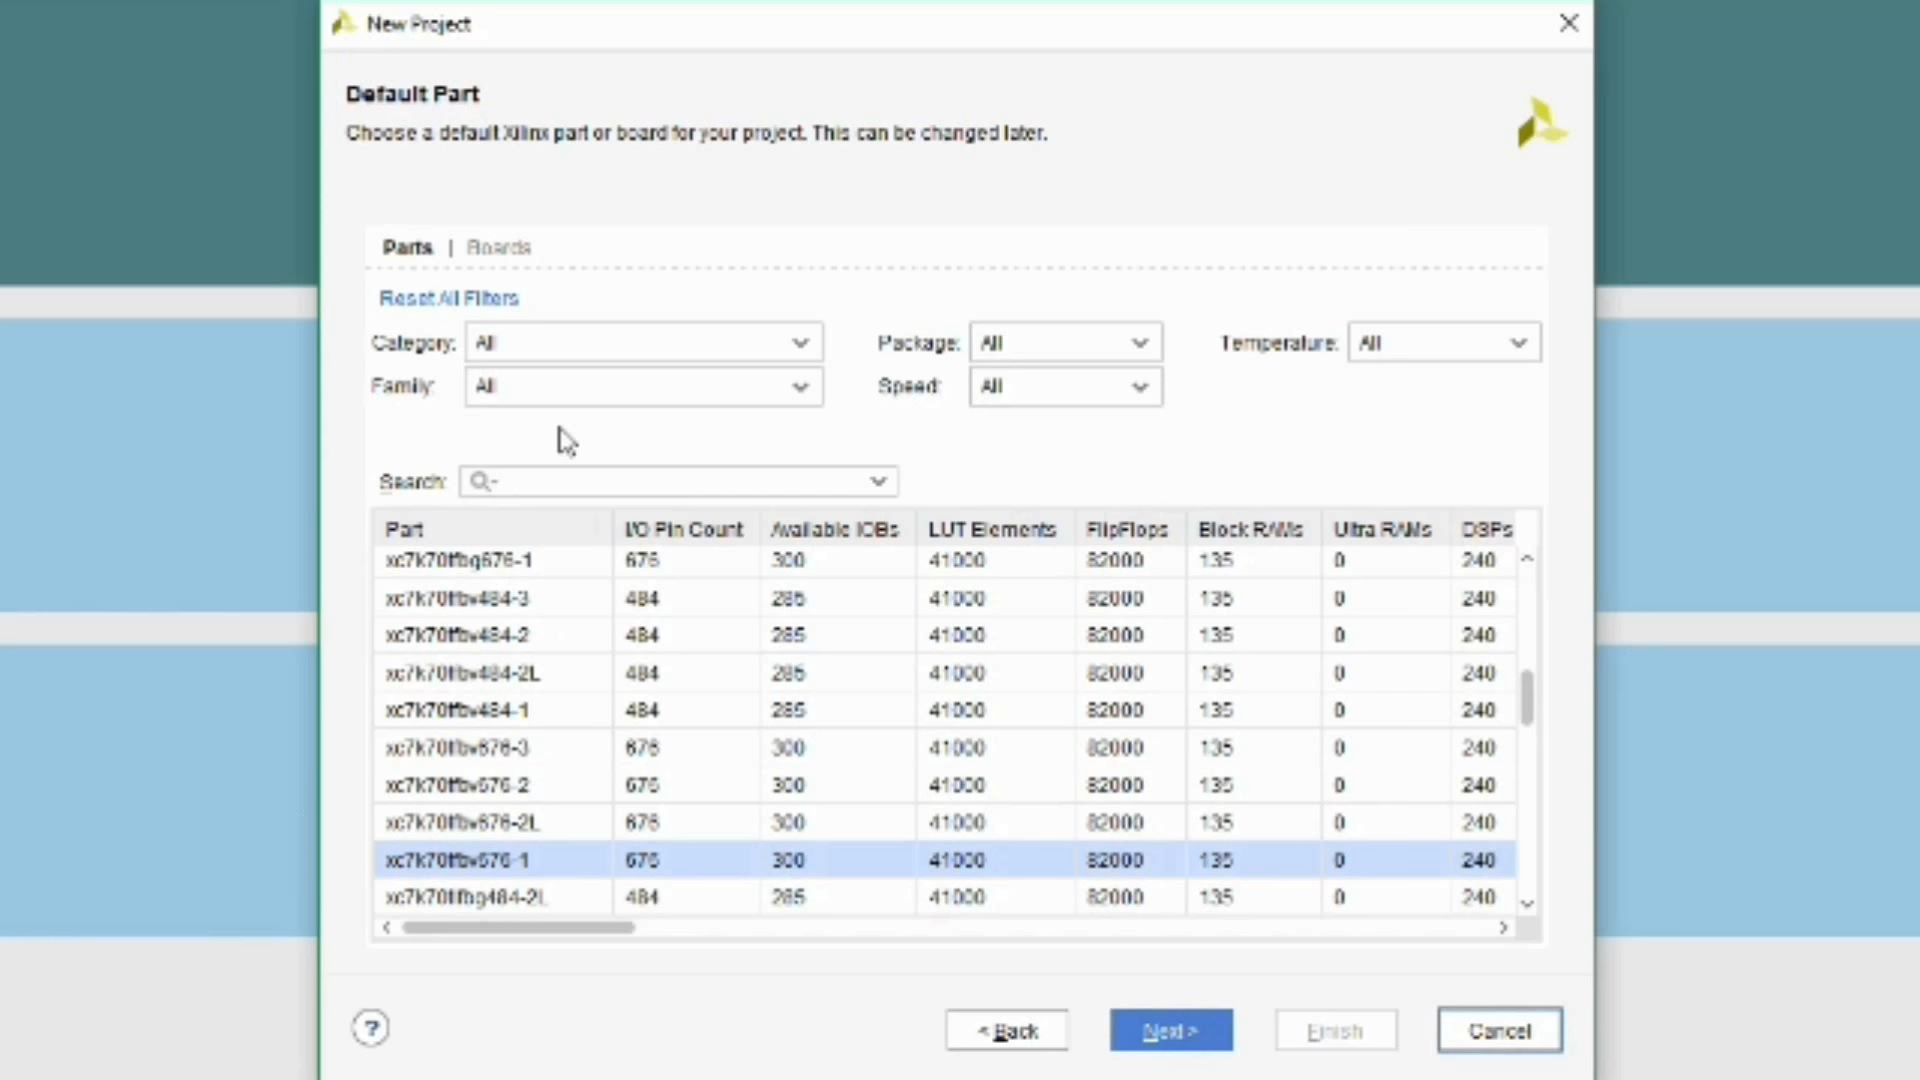 New Project
Default Part
Choose a default Xilinx part or board for your project. This can be changed later.
Parts | Boards
Reset All Filters
Category: All Package: All Temperature: All
Family: All Speed: All
Search:
Part I/O Pin Count Available IOBs LUT Elements FlipFlops Block RAMs Ultra RAMs DSPs
xc7k70tfbg676-1 676 300 41000 82000 135 0 240
xc7k70tfbv484-3 484 285 41000 82000 135 0 240
xc7k70tfbv484-2 484 285 41000 82000 135 0 240
xc7k70tfbv484-2L 484 285 41000 82000 135 0 240
xc7k70tfbv484-1 484 285 41000 82000 135 0 240
xc7k70tfbv676-3 676 300 41000 82000 135 0 240
xc7k70tfbv676-2 676 300 41000 82000 135 0 240
xc7k70tfbv676-2L 676 300 41000 82000 135 0 240
xc7k70tfbv676-1 676 300 41000 82000 135 0 240
xc7k70tlfbg484-2L 484 285 41000 82000 135 0 240
? < Back Next > Finish Cancel